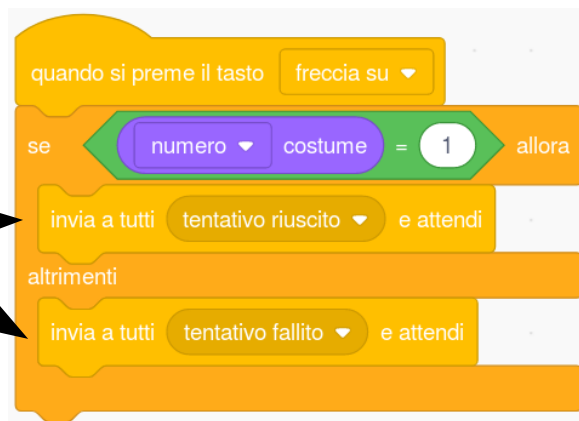 quando si preme il tasto freccia su
se numero costume = 1 allora
invia a tutti tentativo riuscito e attendi
altrimenti
invia a tutti tentativo fallito e attendi